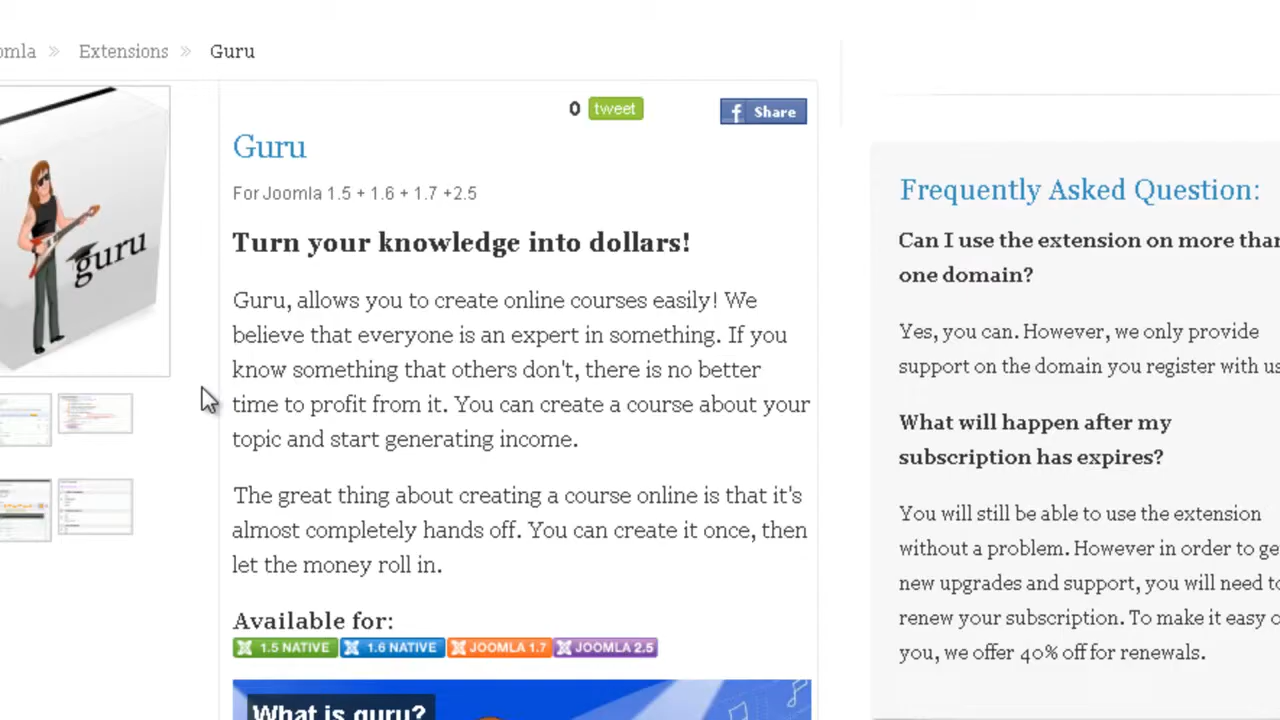 omla » Extensions » Guru
guru
0 tweet
Share
Guru
For Joomla 1.5 + 1.6 + 1.7 +2.5
Turn your knowledge into dollars!
Guru, allows you to create online courses easily! We
believe that everyone is an expert in something. If you
know something that others don't, there is no better
time to profit from it. You can create a course about your
topic and start generating income.
The great thing about creating a course online is that it's
almost completely hands off. You can create it once, then
let the money roll in.
Available for:
1.5 NATIVE 1.6 NATIVE JOOMLA 1.7 JOOMLA 2.5
What is guru?
Frequently Asked Question:
Can I use the extension on more than
one domain?
Yes, you can. However, we only provide
support on the domain you register with us
What will happen after my
subscription has expires?
You will still be able to use the extension
without a problem. However in order to ge
new upgrades and support, you will need to
renew your subscription. To make it easy o
you, we offer 40% off for renewals.